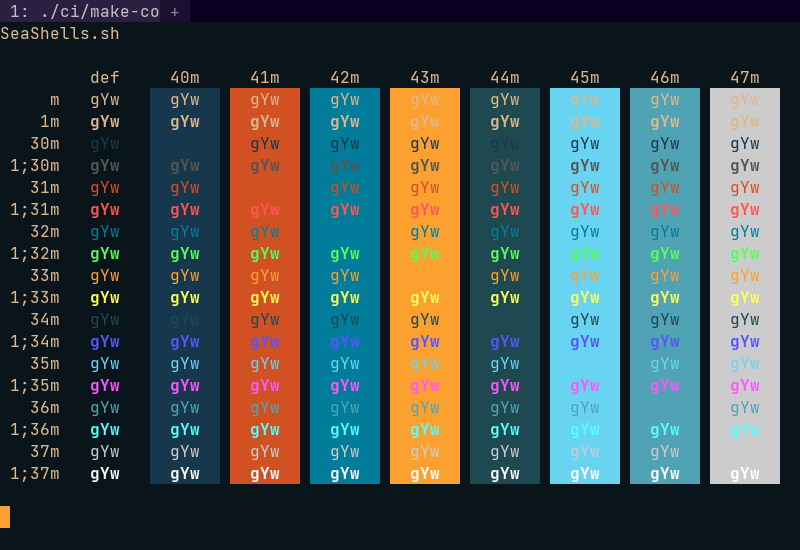 1: ./ci/make-co +
SeaShells.sh
def 40m 41m 42m 43m 44m 45m 46m 47m
m gYw gYw gYw gYw gYw gYw gYw gYw gYw
1m gYw gYw gYw gYw gYw gYw gYw gYw gYw
30m gYw gYw gYw gYw gYw gYw gYw gYw
1;30m gYw gYw gYw gYw gYw gYw gYw gYw gYw
31m gYw gYw gYw gYw gYw gYw gYw gYw
1;31m gYw gYw gYw gYw gYw gYw gYw gYw gYw
32m gYw gYw gYw gYw gYw gYw gYw gYw
1;32m gYw gYw gYw gYw gYw gYw gYw gYw gYw
33m gYw gYw gYw gYw gYw gYw gYw gYw
1;33m gYw gYw gYw gYw gYw gYw gYw gYw gYw
34m gYw gYw gYw gYw gYw gYw gYw gYw
1;34m gYw gYw gYw gYw gYw gYw gYw gYw gYw
35m gYw gYw gYw gYw gYw gYw gYw gYw
1;35m gYw gYw gYw gYw gYw gYw gYw gYw gYw
36m gYw gYw gYw gYw gYw gYw gYw gYw
1;36m gYw gYw gYw gYw gYw gYw gYw gYw gYw
37m gYw gYw gYw gYw gYw gYw gYw gYw
1;37m gYw gYw gYw gYw gYw gYw gYw gYw gYw